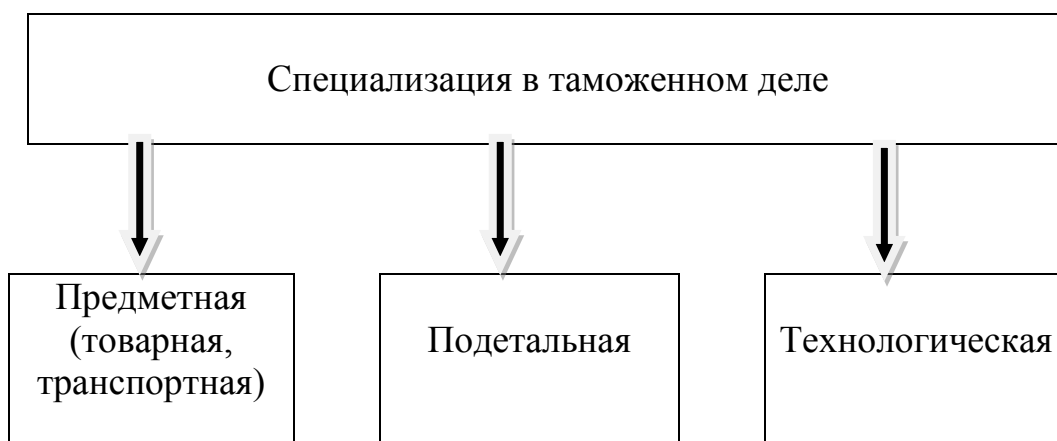 Специализация в таможенном деле
Предметная
(товарная,
транспортная)
Подетальная
Технологическая